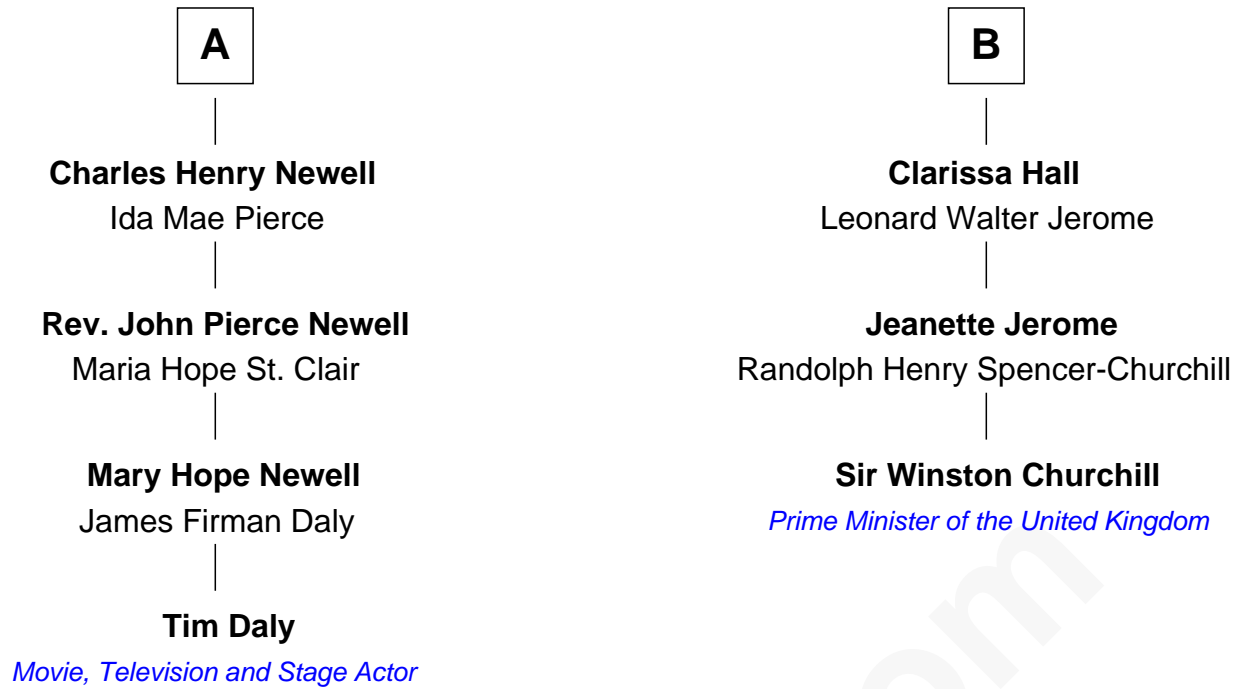 A
Charles Henry Newell
Ida Mae Pierce
Rev. John Pierce Newell
Maria Hope St. Clair
Mary Hope Newell
James Firman Daly
Tim Daly
Movie, Television and Stage Actor
B
Clarissa Hall
Leonard Walter Jerome
Jeanette Jerome
Randolph Henry Spencer-Churchill
Sir Winston Churchill
Prime Minister of the United Kingdom
om